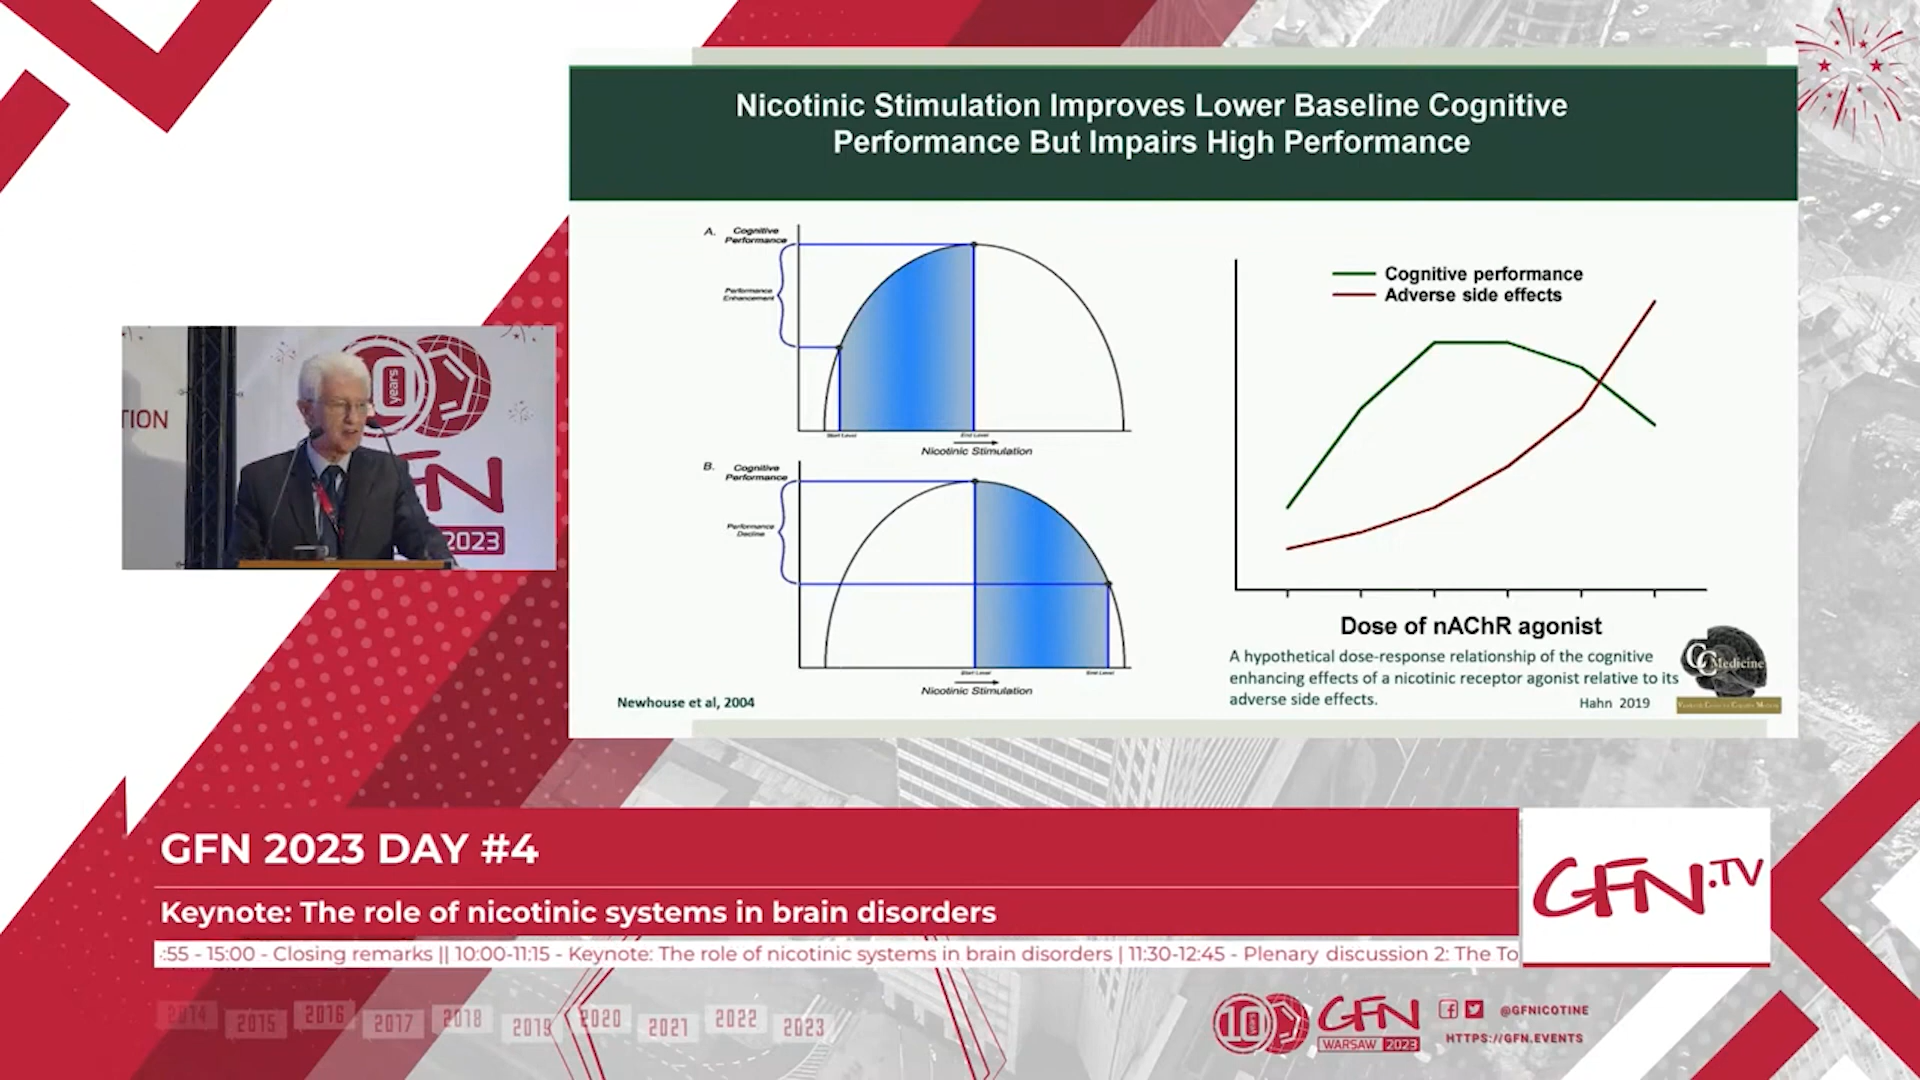 Nicotinic Stimulation Improves Lower Baseline Cognitive
Performance But Impairs High Performance
A.
Cognitive
Performance
Performance
Enhancement
Start Level
End Level
Nicotinic Stimulation
B.
Cognitive
Performance
Performance
Decline
Start Level
End Level
Nicotinic Stimulation
Newhouse et al, 2004
Cognitive performance
Adverse side effects
Dose of nAChR agonist
A hypothetical dose-response relationship of the cognitive
enhancing effects of a nicotinic receptor agonist relative to its
adverse side effects.
Hahn 2019
CC Medicine
TION
years
FN
2023
GFN 2023 DAY #4
Keynote: The role of nicotinic systems in brain disorders
:55 - 15:00 - Closing remarks || 10:00-11:15 - Keynote: The role of nicotinic systems in brain disorders | 11:30-12:45 - Plenary discussion 2: The To
GFN.TV
2014 2015 2016 2017 2018 2019 2020 2021 2022 2023
10 years
GFN
WARSAW 2023
@GFNICOTINE
HTTPS://GFN.EVENTS